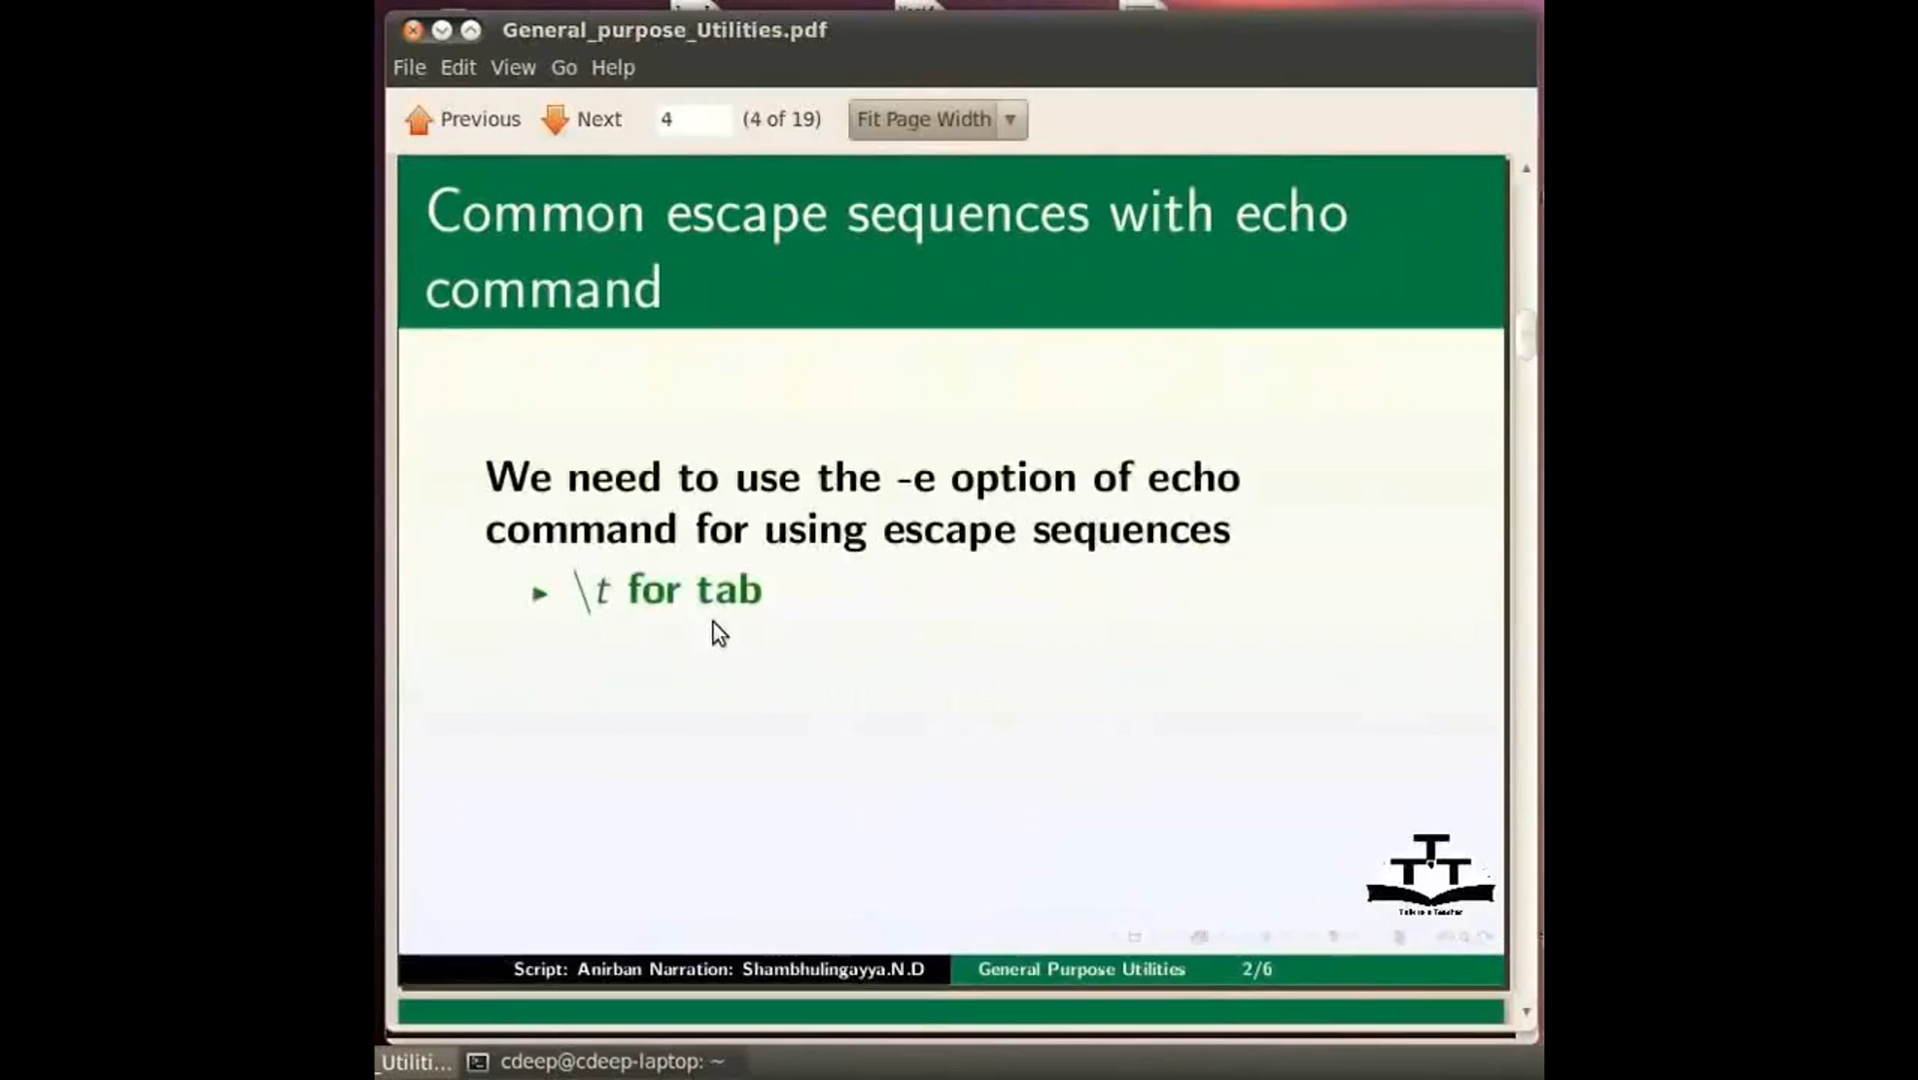 General_purpose_Utilities.pdf
File Edit View Go Help
Previous Next 4 (4 of 19) Fit Page Width
Common escape sequences with echo
command
We need to use the -e option of echo
command for using escape sequences
\t for tab
T
T T
Script: Anirban Narration: Shambhulingayya.N.D General Purpose Utilities 2/6
_Utiliti... cdeep@cdeep-laptop: ~